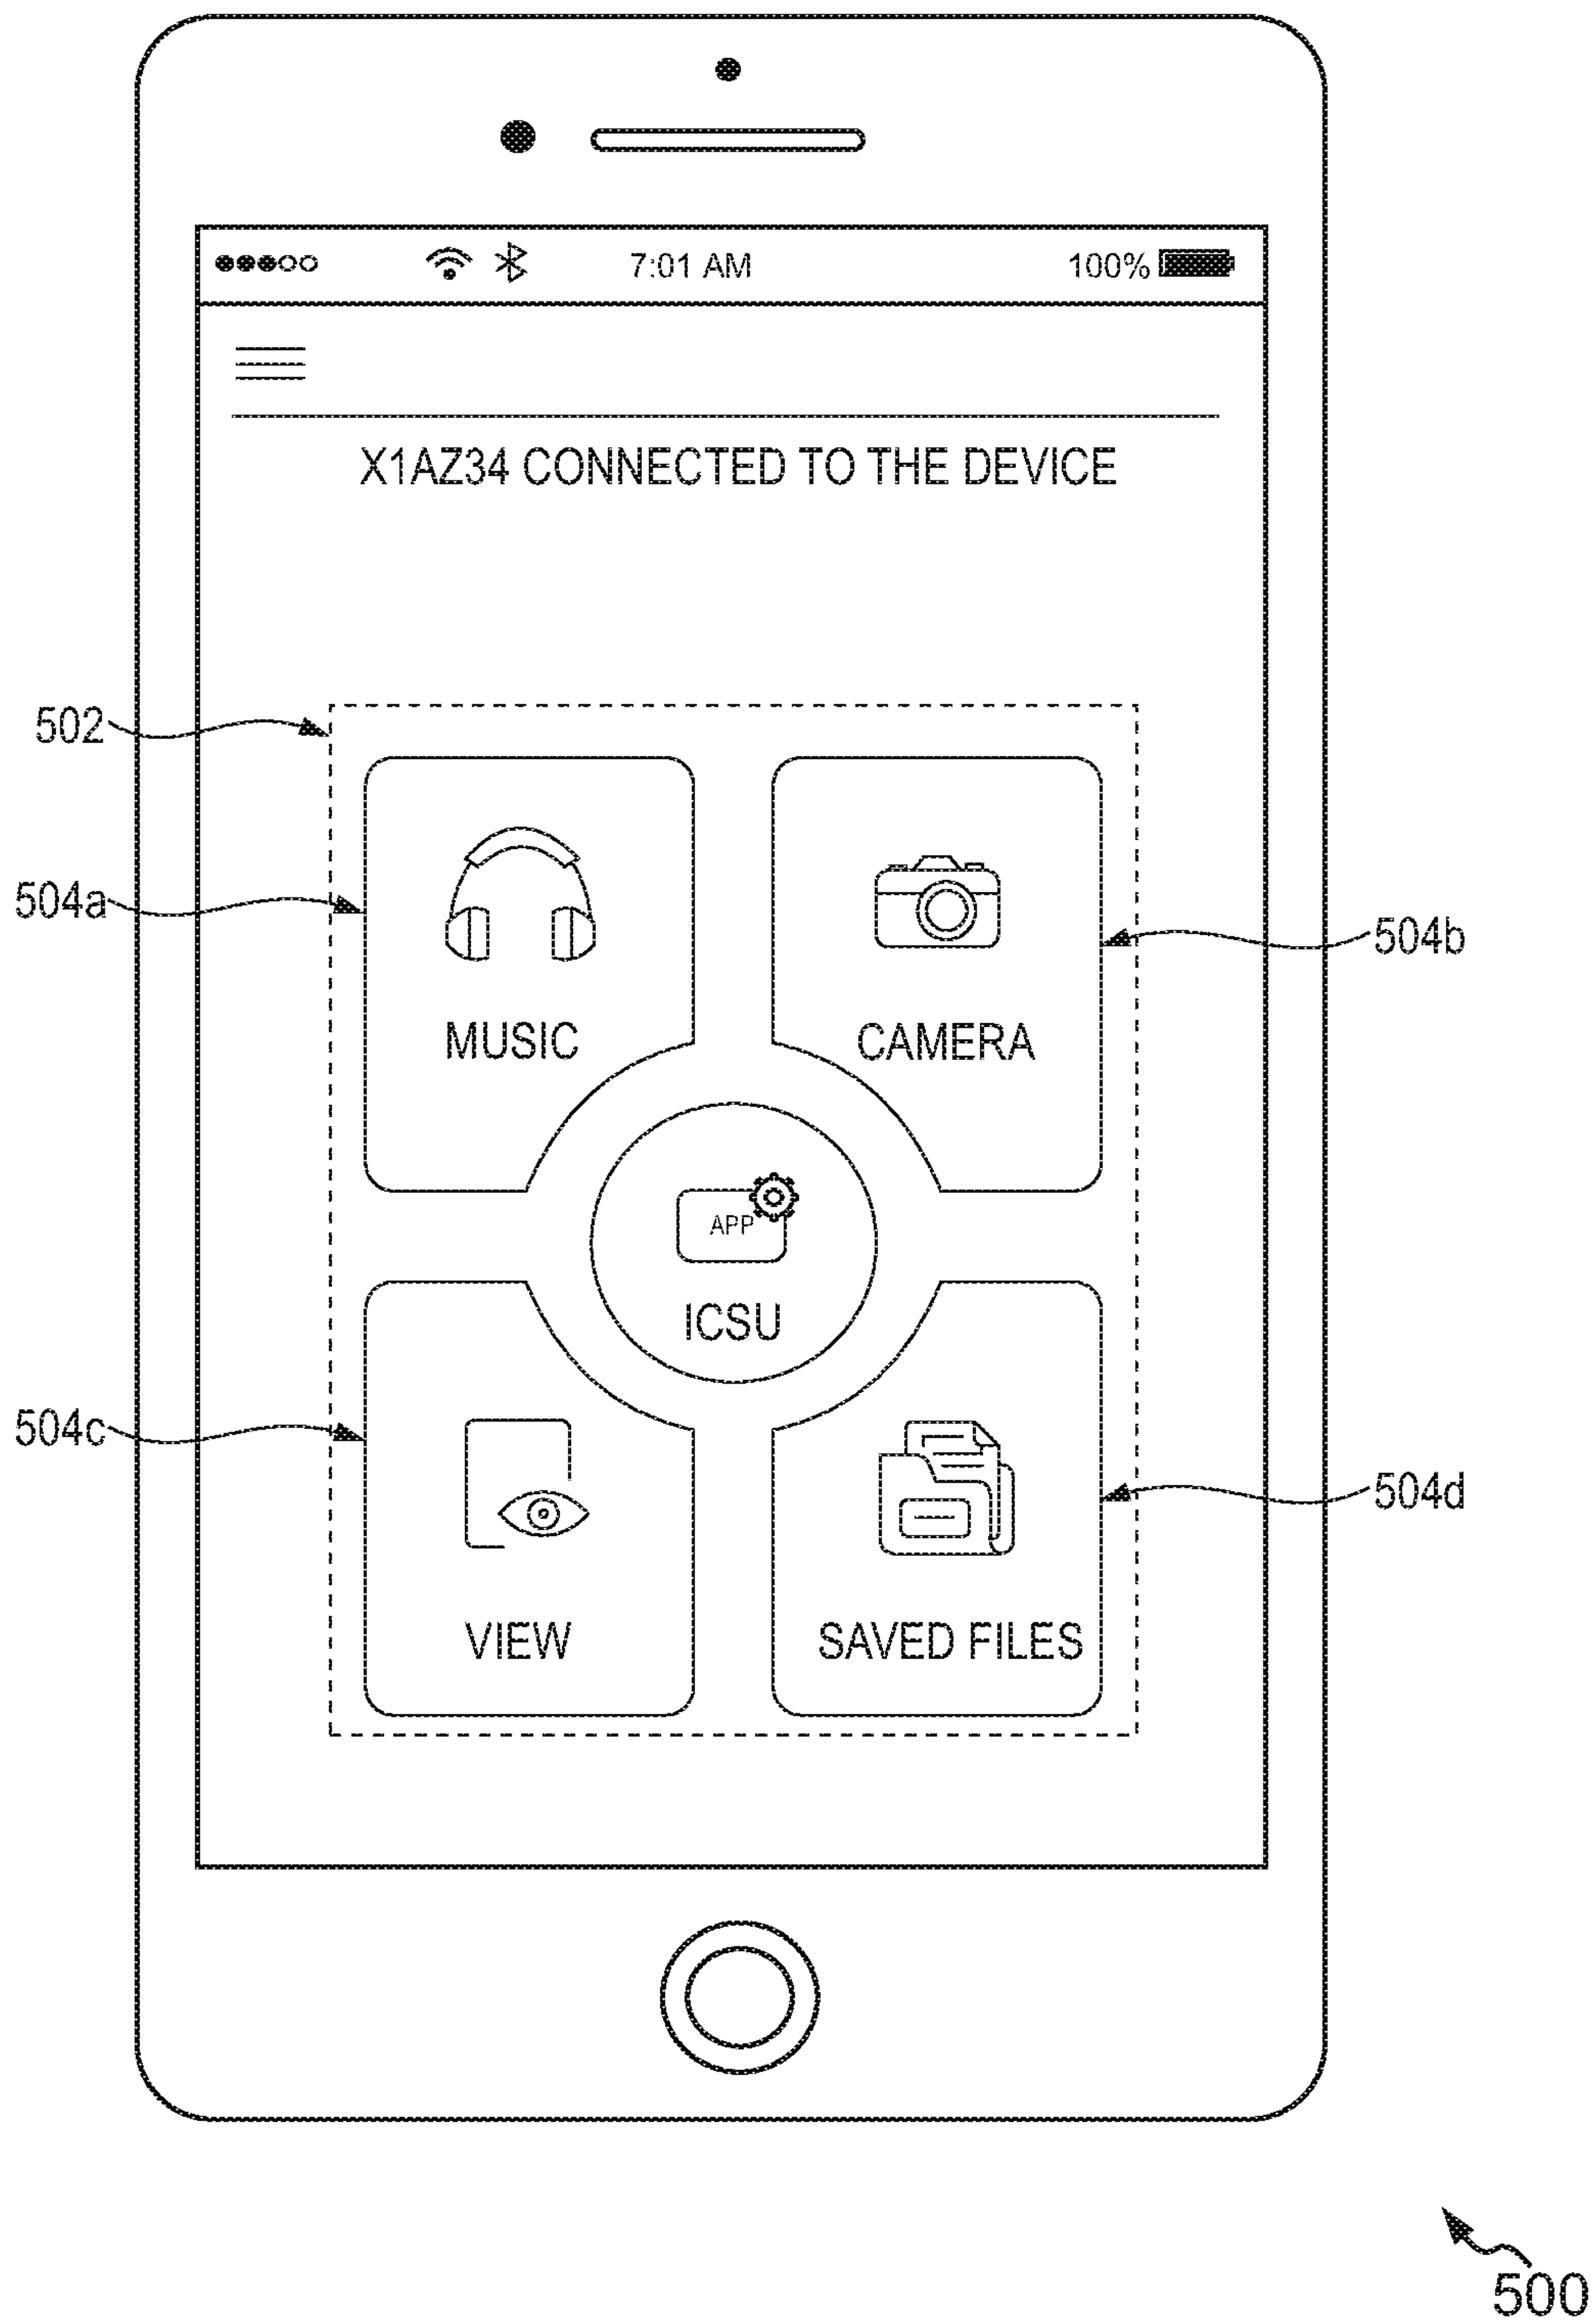 7:01 AM 100%
X1AZ34 CONNECTED TO THE DEVICE
502
504a
504b
MUSIC
CAMERA
APP
ICSU
504c
504d
VIEW
SAVED FILES
500